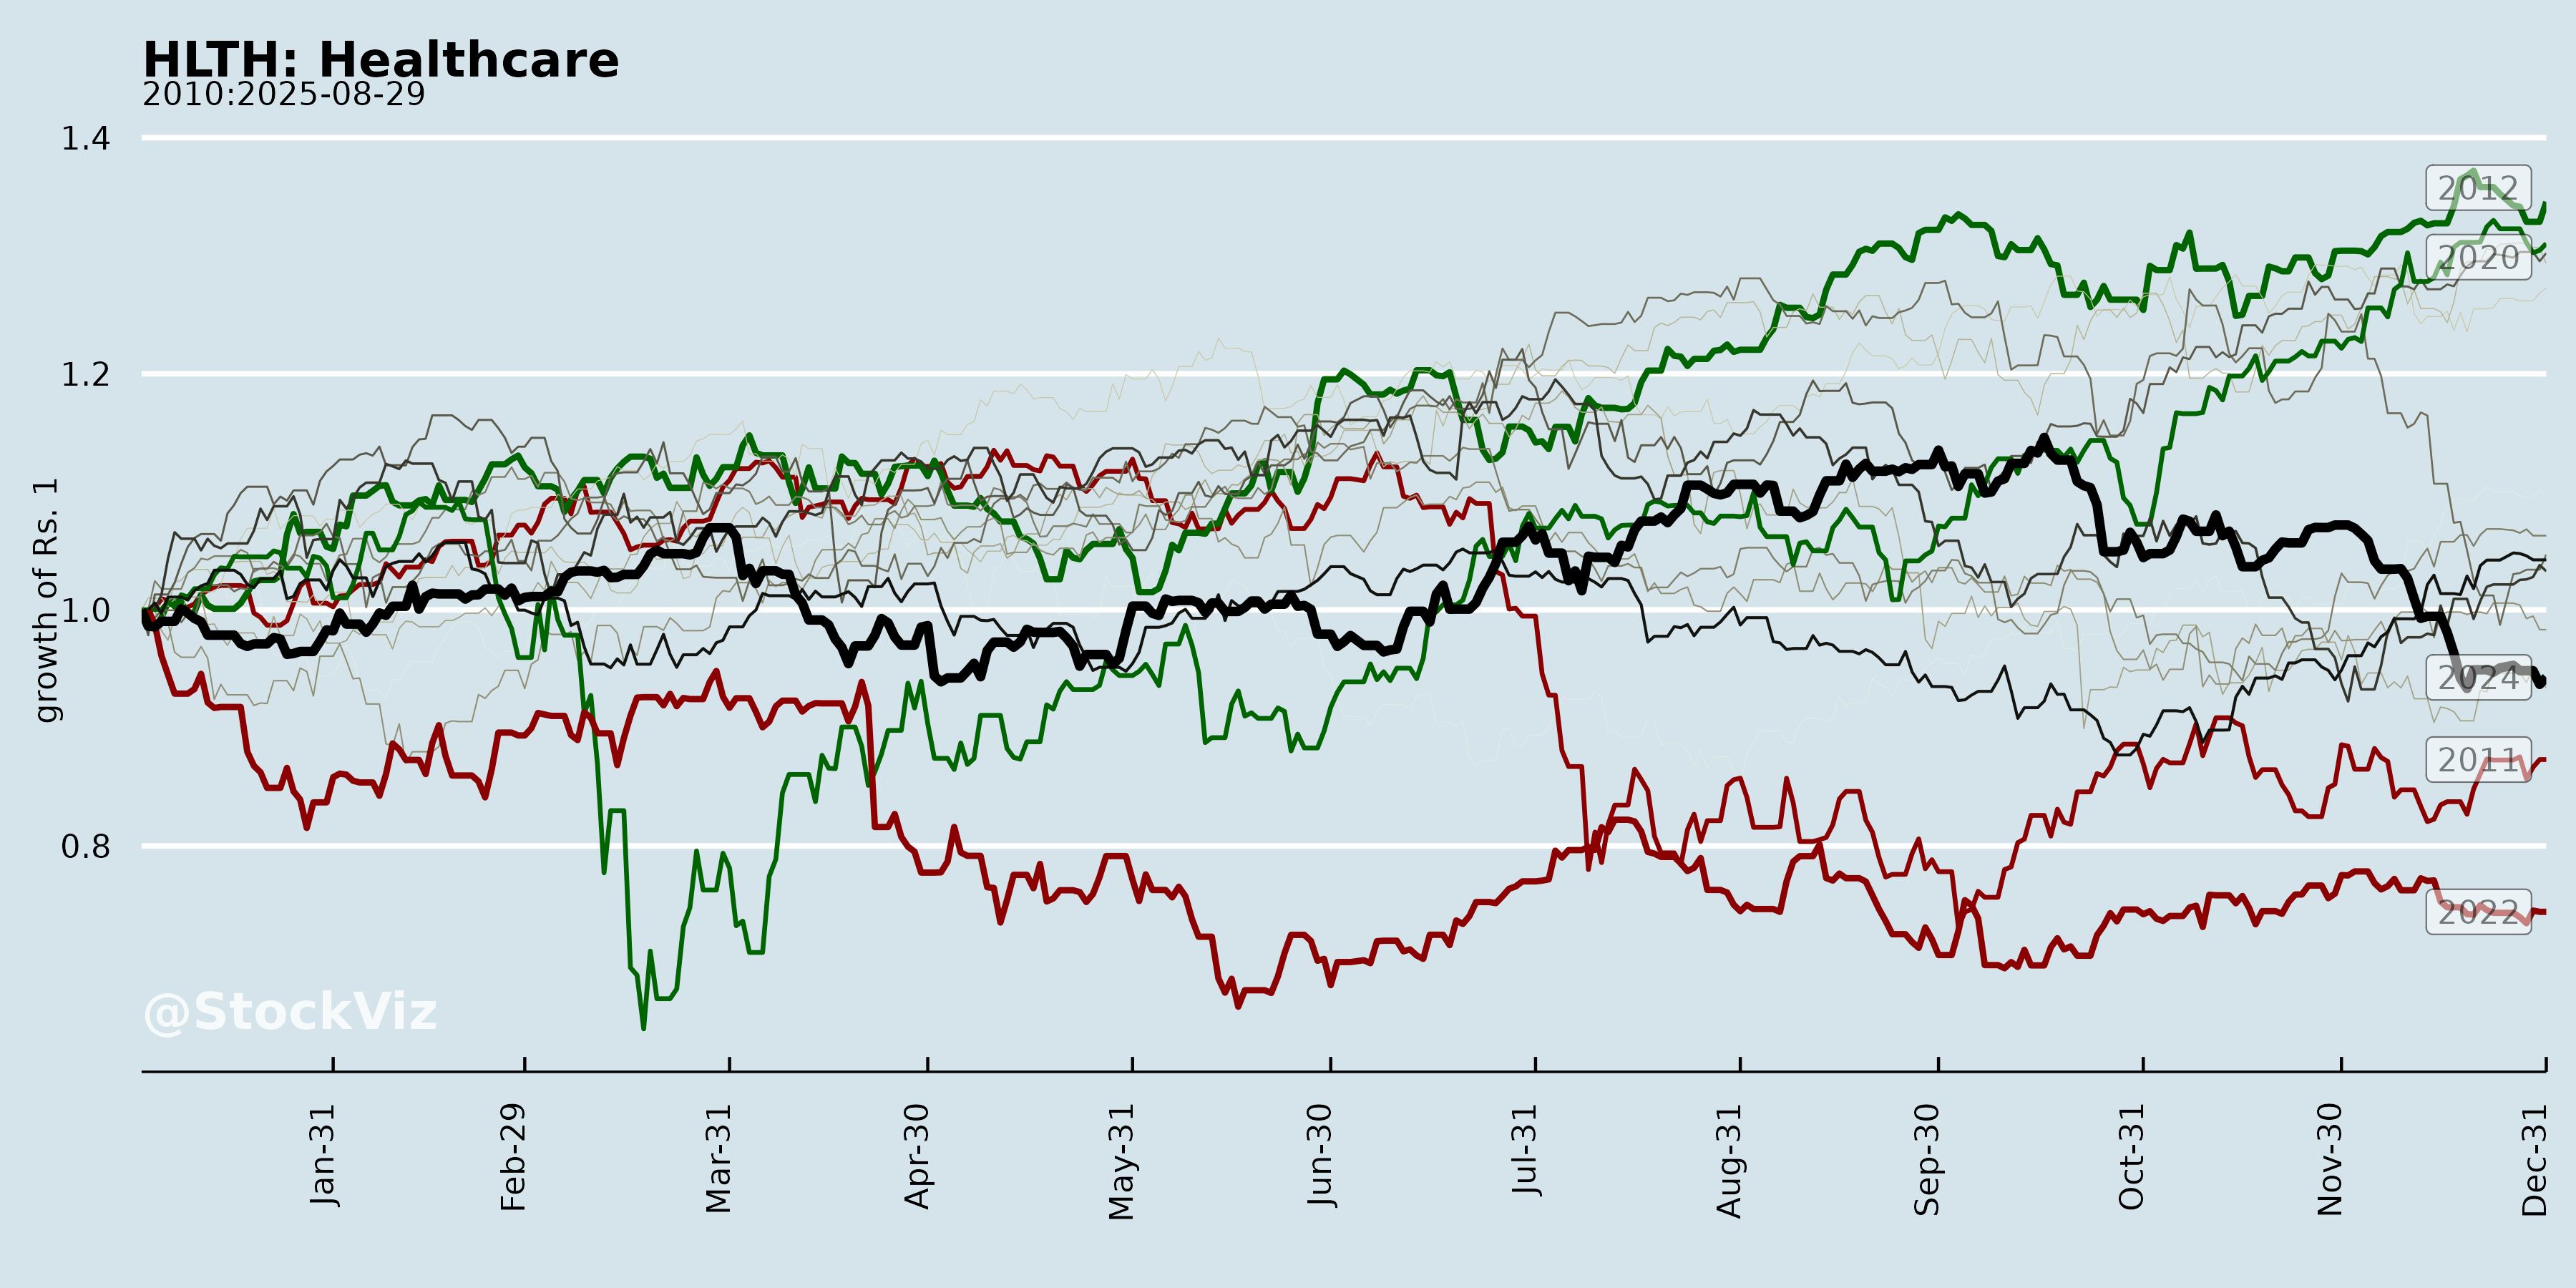 HLTH: Healthcare
2010:2025-08-29
growth of Rs. 1
1.4
1.2
1.0
0.8
2012
2020
2024
2011
2022
@StockViz
Jan-31
Feb-29
Mar-31
Apr-30
May-31
Jun-30
Jul-31
Aug-31
Sep-30
Oct-31
Nov-30
Dec-31